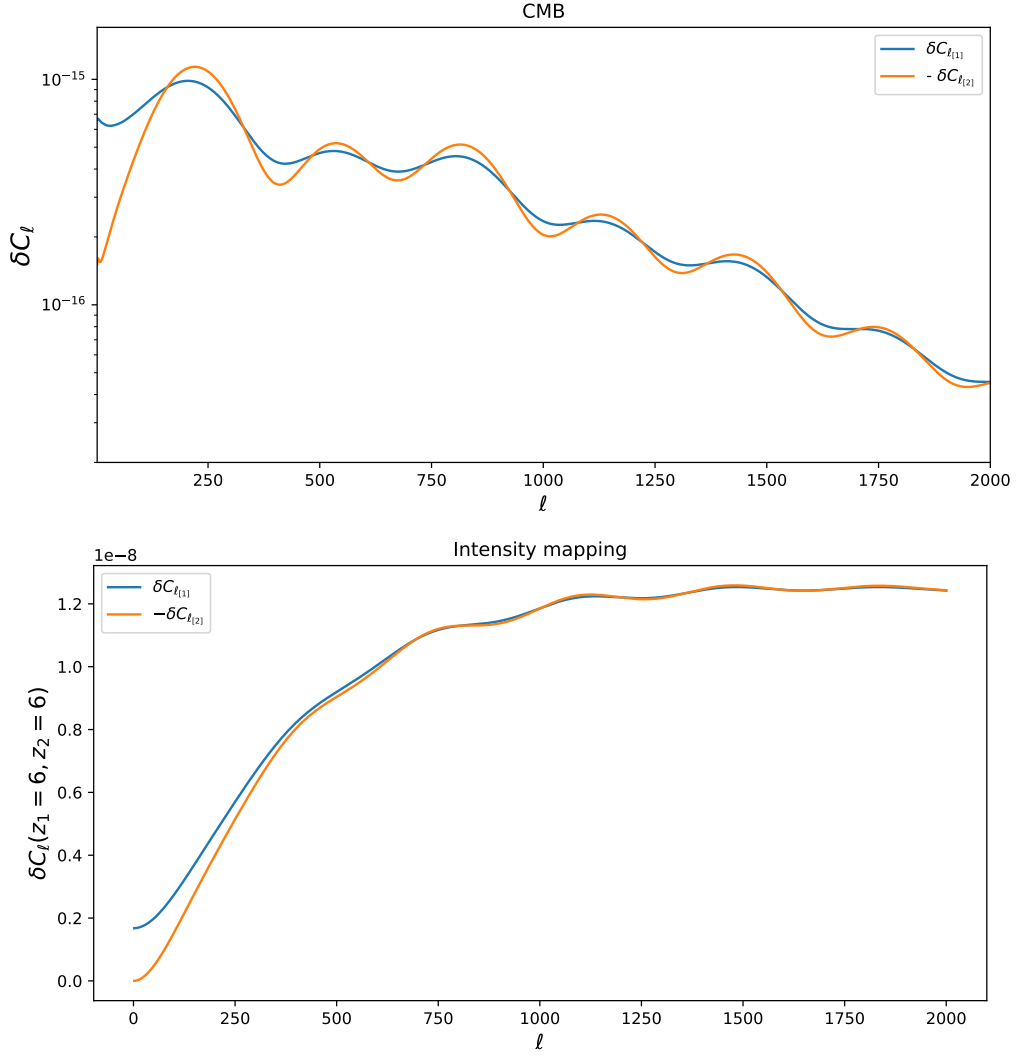 CMB
δC_ℓ[1]
- δC_ℓ[2]
10⁻¹⁵
10⁻¹⁶
δC_ℓ
250 500 750 1000 1250 1500 1750 2000
ℓ
Intensity mapping
1e−8
δC_ℓ[1]
−δC_ℓ[2]
1.2
1.0
0.8
0.6
0.4
0.2
0.0
δC_ℓ(z₁ = 6, z₂ = 6)
0 250 500 750 1000 1250 1500 1750 2000
ℓ